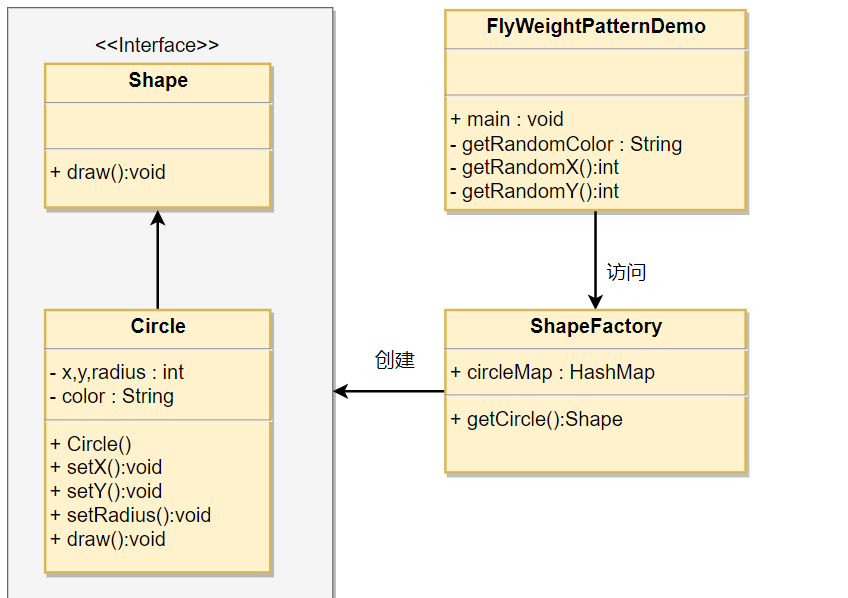 <<Interface>>
Shape
+ draw():void
Circle
- x,y,radius : int
- color : String
+ Circle()
+ setX():void
+ setY():void
+ setRadius():void
+ draw():void
FlyWeightPatternDemo
+ main : void
- getRandomColor : String
- getRandomX():int
- getRandomY():int
访问
ShapeFactory
+ circleMap : HashMap
+ getCircle():Shape
创建